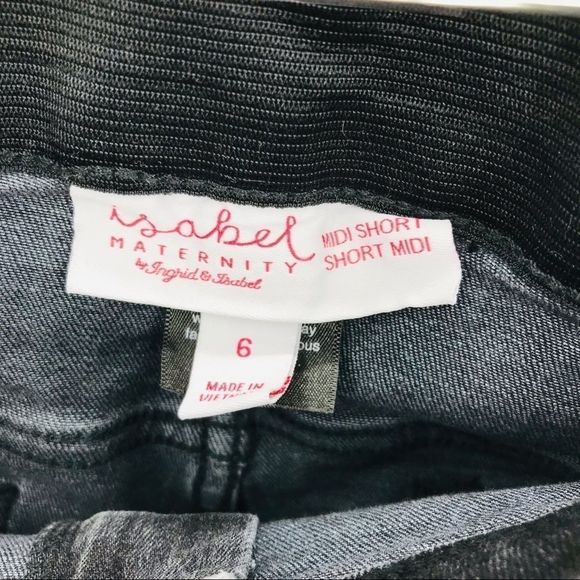 isabel
MATERNITY
by Ingrid & Isabel
MIDI SHORT
SHORT MIDI
6
MADE IN